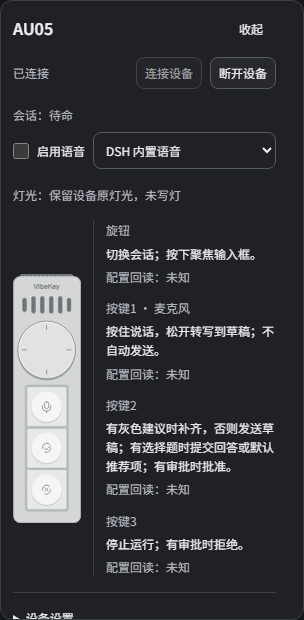 AU05
收起
已连接
连接设备
断开设备
会话：待命
启用语音
DSH 内置语音
灯光：保留设备原灯光，未写灯
VibeKey
旋钮
切换会话；按下聚焦输入框。
配置回读：未知
按键1 · 麦克风
按住说话，松开转写到草稿；不
自动发送。
配置回读：未知
按键2
有灰色建议时补齐，否则发送草
稿；有选择题时提交回答或默认
推荐项；有审批时批准。
配置回读：未知
按键3
停止运行；有审批时拒绝。
配置回读：未知
设备设置